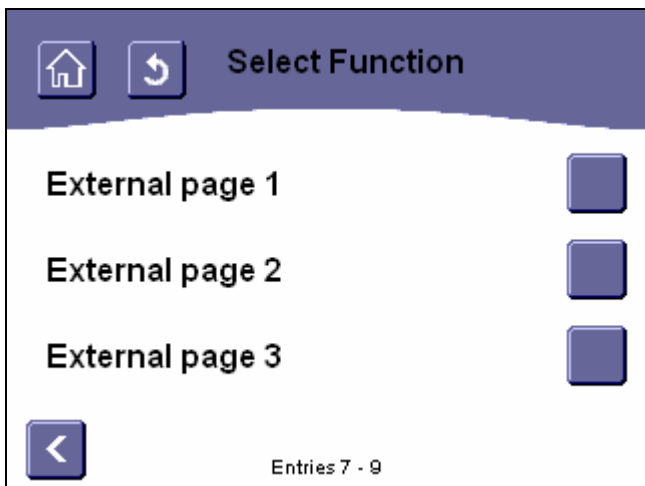 Select Function
External page 1
External page 2
External page 3
Entries 7 - 9